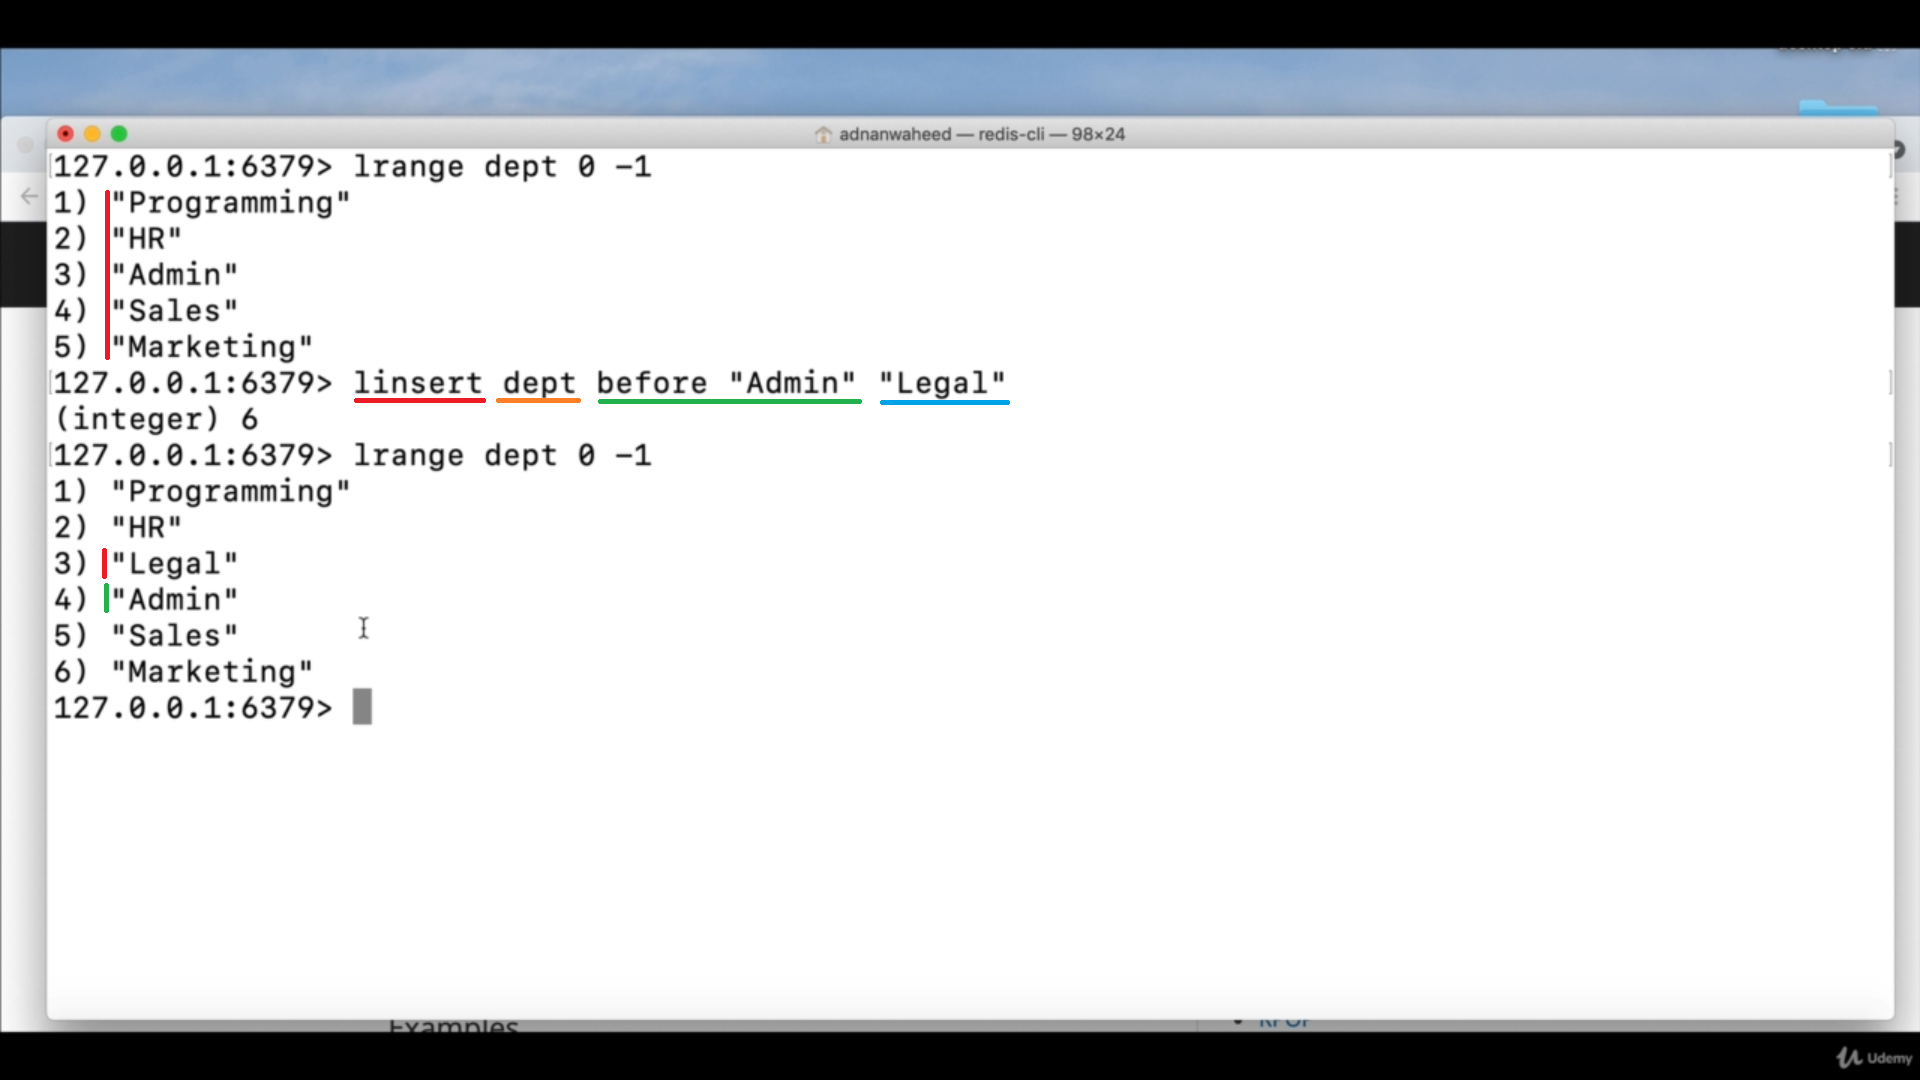 adnanwaheed — redis-cli — 98×24
127.0.0.1:6379> lrange dept 0 -1
1) "Programming"
2) "HR"
3) "Admin"
4) "Sales"
5) "Marketing"
127.0.0.1:6379> linsert dept before "Admin" "Legal"
(integer) 6
127.0.0.1:6379> lrange dept 0 -1
1) "Programming"
2) "HR"
3) "Legal"
4) "Admin"
5) "Sales"
6) "Marketing"
127.0.0.1:6379>
Examples
RPOP
Udemy